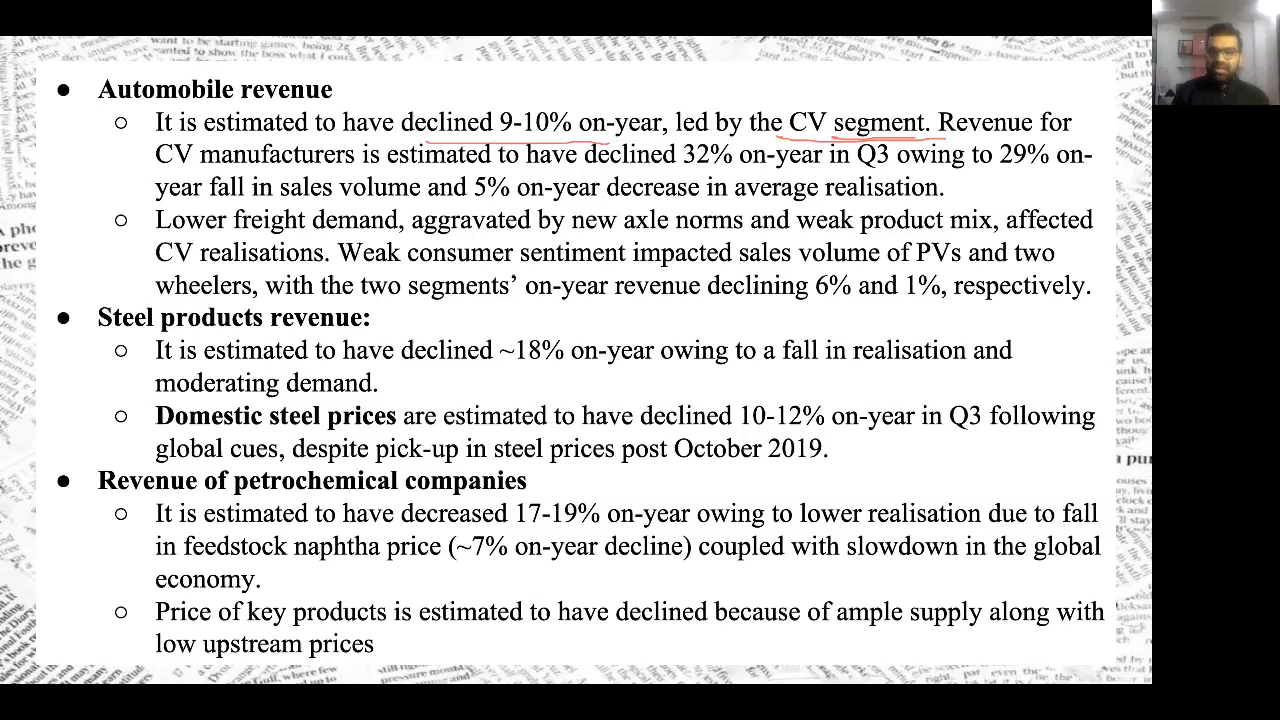 ● Automobile revenue
○ It is estimated to have declined 9-10% on-year, led by the CV segment. Revenue for
CV manufacturers is estimated to have declined 32% on-year in Q3 owing to 29% on-
year fall in sales volume and 5% on-year decrease in average realisation.
○ Lower freight demand, aggravated by new axle norms and weak product mix, affected
CV realisations. Weak consumer sentiment impacted sales volume of PVs and two
wheelers, with the two segments’ on-year revenue declining 6% and 1%, respectively.
● Steel products revenue:
○ It is estimated to have declined ~18% on-year owing to a fall in realisation and
moderating demand.
○ Domestic steel prices are estimated to have declined 10-12% on-year in Q3 following
global cues, despite pick-up in steel prices post October 2019.
● Revenue of petrochemical companies
○ It is estimated to have decreased 17-19% on-year owing to lower realisation due to fall
in feedstock naphtha price (~7% on-year decline) coupled with slowdown in the global
economy.
○ Price of key products is estimated to have declined because of ample supply along with
low upstream prices